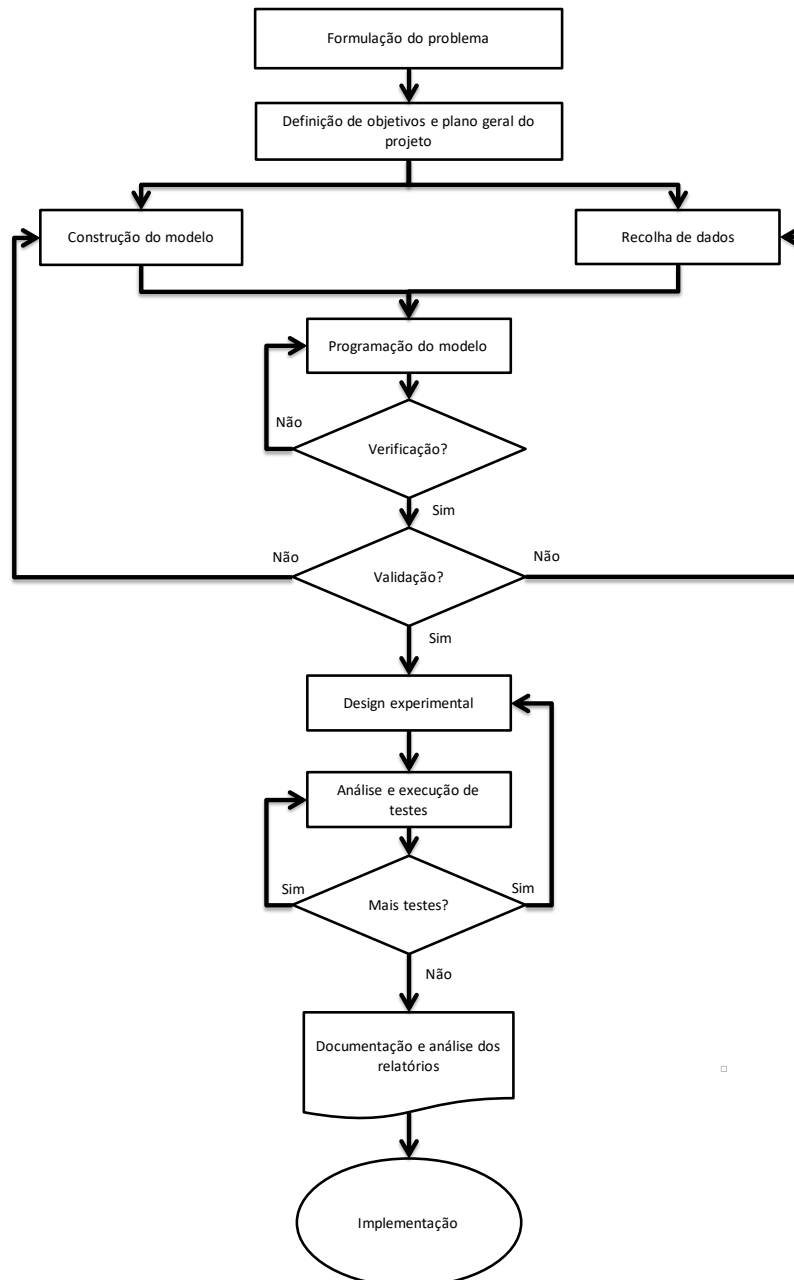 Formulação do problema
Definição de objetivos e plano geral do
projeto
Construção do modelo
Recolha de dados
Programação do modelo
Não
Verificação?
Sim
Não
Não
Validação?
Sim
Design experimental
Análise e execução de
testes
Sim
Sim
Mais testes?
Não
Documentação e análise dos
relatórios
Implementação